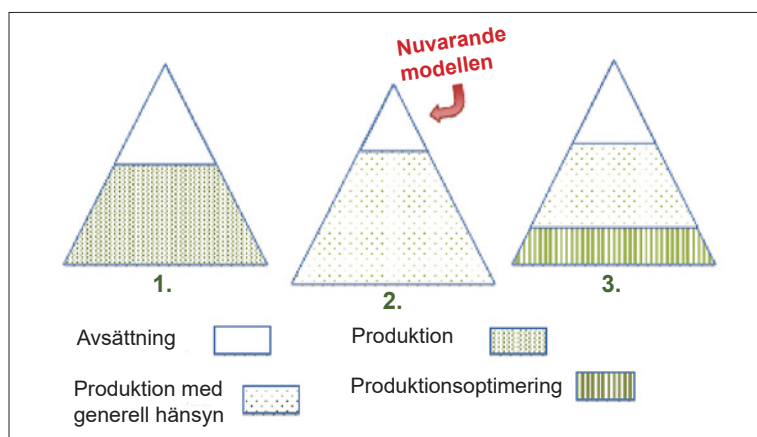 Nuvarande
modellen
1.
2.
3.
Avsättning
Produktion
Produktion med
generell hänsyn
Produktionsoptimering